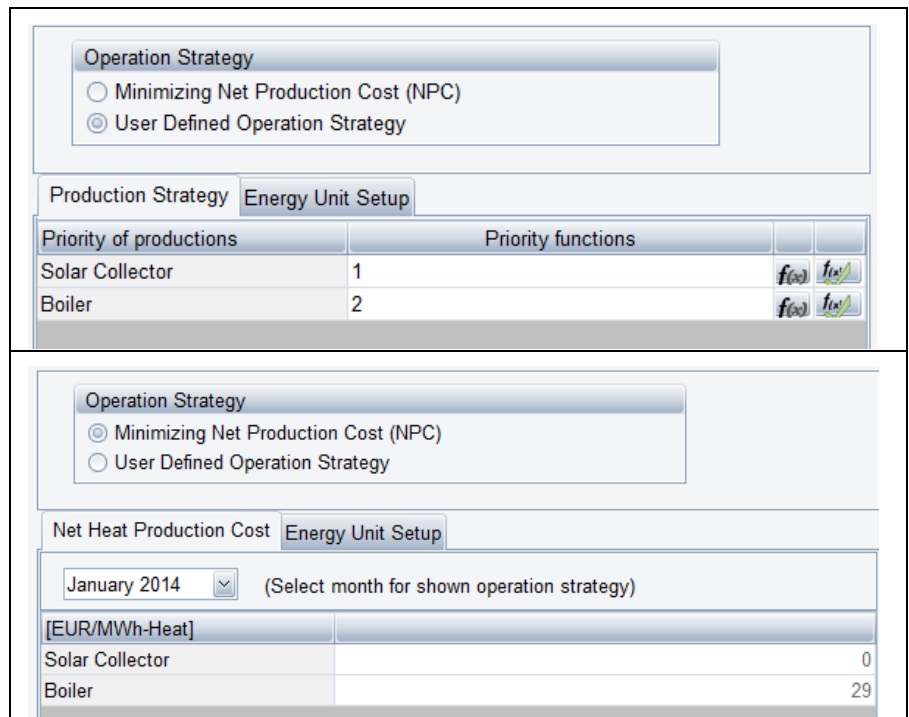 Operation Strategy
Minimizing Net Production Cost (NPC)
User Defined Operation Strategy
Production Strategy Energy Unit Setup
Priority of productions Priority functions
Solar Collector 1 f(x) f(x)
Boiler 2 f(x) f(x)
Operation Strategy
Minimizing Net Production Cost (NPC)
User Defined Operation Strategy
Net Heat Production Cost Energy Unit Setup
January 2014 (Select month for shown operation strategy)
[EUR/MWh-Heat]
Solar Collector 0
Boiler 29